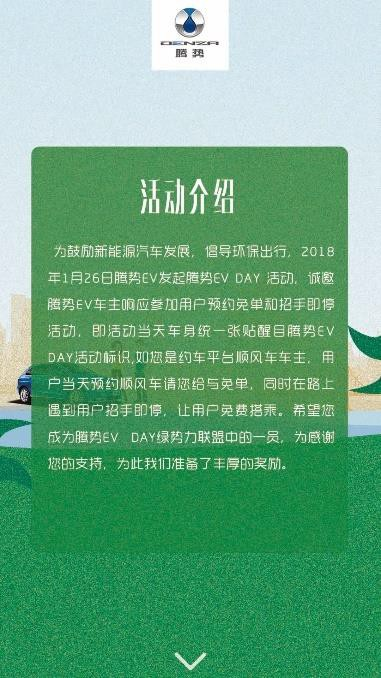 DENZA
腾势
活动介绍
为鼓励新能源汽车发展，倡导环保出行，2018
年1月26日腾势EV发起腾势EV DAY 活动，诚邀
腾势EV车主响应参加用户预约免单和招手即停
活动，即活动当天车身统一张贴醒目腾势EV
DAY活动标识,如您是约车平台顺风车车主，用
户当天预约顺风车请您给与免单，同时在路上
遇到用户招手即停，让用户免费搭乘。希望您
成为腾势EV DAY绿势力联盟中的一员，为感谢
您的支持，为此我们准备了丰厚的奖励。